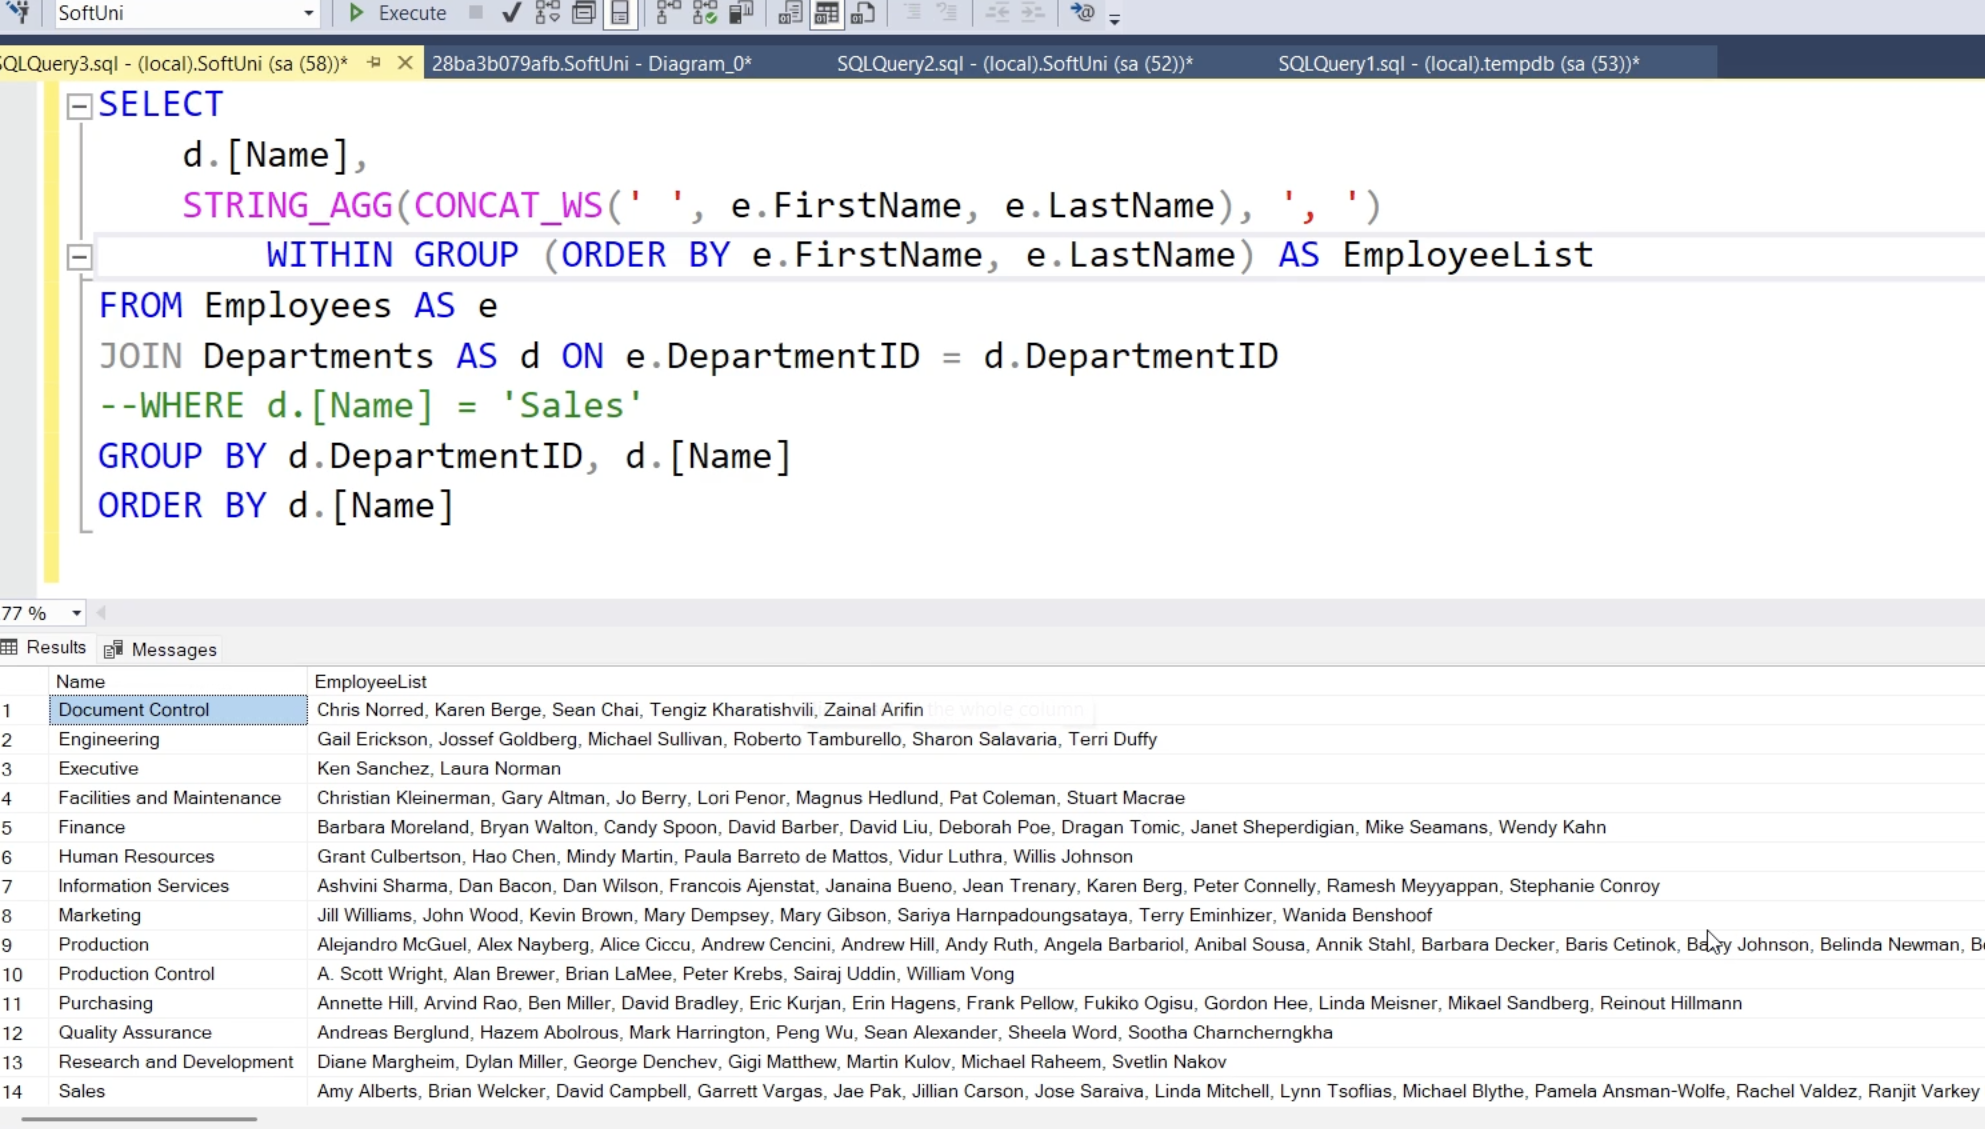 SoftUni Execute
SQLQuery3.sql - (local).SoftUni (sa (58))* 28ba3b079afb.SoftUni - Diagram_0* SQLQuery2.sql - (local).SoftUni (sa (52))* SQLQuery1.sql - (local).tempdb (sa (53))*
SELECT
d.[Name],
STRING_AGG(CONCAT_WS(' ', e.FirstName, e.LastName), ', ')
WITHIN GROUP (ORDER BY e.FirstName, e.LastName) AS EmployeeList
FROM Employees AS e
JOIN Departments AS d ON e.DepartmentID = d.DepartmentID
--WHERE d.[Name] = 'Sales'
GROUP BY d.DepartmentID, d.[Name]
ORDER BY d.[Name]
77 %
Results Messages
Name EmployeeList
1 Document Control Chris Norred, Karen Berge, Sean Chai, Tengiz Kharatishvili, Zainal Arifin the whole column
2 Engineering Gail Erickson, Jossef Goldberg, Michael Sullivan, Roberto Tamburello, Sharon Salavaria, Terri Duffy
3 Executive Ken Sanchez, Laura Norman
4 Facilities and Maintenance Christian Kleinerman, Gary Altman, Jo Berry, Lori Penor, Magnus Hedlund, Pat Coleman, Stuart Macrae
5 Finance Barbara Moreland, Bryan Walton, Candy Spoon, David Barber, David Liu, Deborah Poe, Dragan Tomic, Janet Sheperdigian, Mike Seamans, Wendy Kahn
6 Human Resources Grant Culbertson, Hao Chen, Mindy Martin, Paula Barreto de Mattos, Vidur Luthra, Willis Johnson
7 Information Services Ashvini Sharma, Dan Bacon, Dan Wilson, Francois Ajenstat, Janaina Bueno, Jean Trenary, Karen Berg, Peter Connelly, Ramesh Meyyappan, Stephanie Conroy
8 Marketing Jill Williams, John Wood, Kevin Brown, Mary Dempsey, Mary Gibson, Sariya Harnpadoungsataya, Terry Eminhizer, Wanida Benshoof
9 Production Alejandro McGuel, Alex Nayberg, Alice Ciccu, Andrew Cencini, Andrew Hill, Andy Ruth, Angela Barbariol, Anibal Sousa, Annik Stahl, Barbara Decker, Baris Cetinok, Barry Johnson, Belinda Newman,
10 Production Control A. Scott Wright, Alan Brewer, Brian LaMee, Peter Krebs, Sairaj Uddin, William Vong
11 Purchasing Annette Hill, Arvind Rao, Ben Miller, David Bradley, Eric Kurjan, Erin Hagens, Frank Pellow, Fukiko Ogisu, Gordon Hee, Linda Meisner, Mikael Sandberg, Reinout Hillmann
12 Quality Assurance Andreas Berglund, Hazem Abolrous, Mark Harrington, Peng Wu, Sean Alexander, Sheela Word, Sootha Charncherngkha
13 Research and Development Diane Margheim, Dylan Miller, George Denchev, Gigi Matthew, Martin Kulov, Michael Raheem, Svetlin Nakov
14 Sales Amy Alberts, Brian Welcker, David Campbell, Garrett Vargas, Jae Pak, Jillian Carson, Jose Saraiva, Linda Mitchell, Lynn Tsoflias, Michael Blythe, Pamela Ansman-Wolfe, Rachel Valdez, Ranjit Varkey